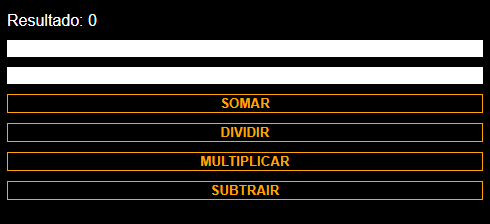 Resultado: 0
SOMAR
DIVIDIR
MULTIPLICAR
SUBTRAIR